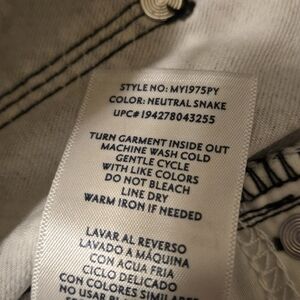 STYLE NO: MY1975PY
COLOR: NEUTRAL SNAKE
UPC# 194278043255
TURN GARMENT INSIDE OUT
MACHINE WASH COLD
GENTLE CYCLE
WITH LIKE COLORS
DO NOT BLEACH
LINE DRY
WARM IRON IF NEEDED
LAVAR AL REVERSO
LAVADO A MÁQUINA
CON AGUA FRIA
CICLO DELICADO
CON COLORES SIMILARES
NO USAR